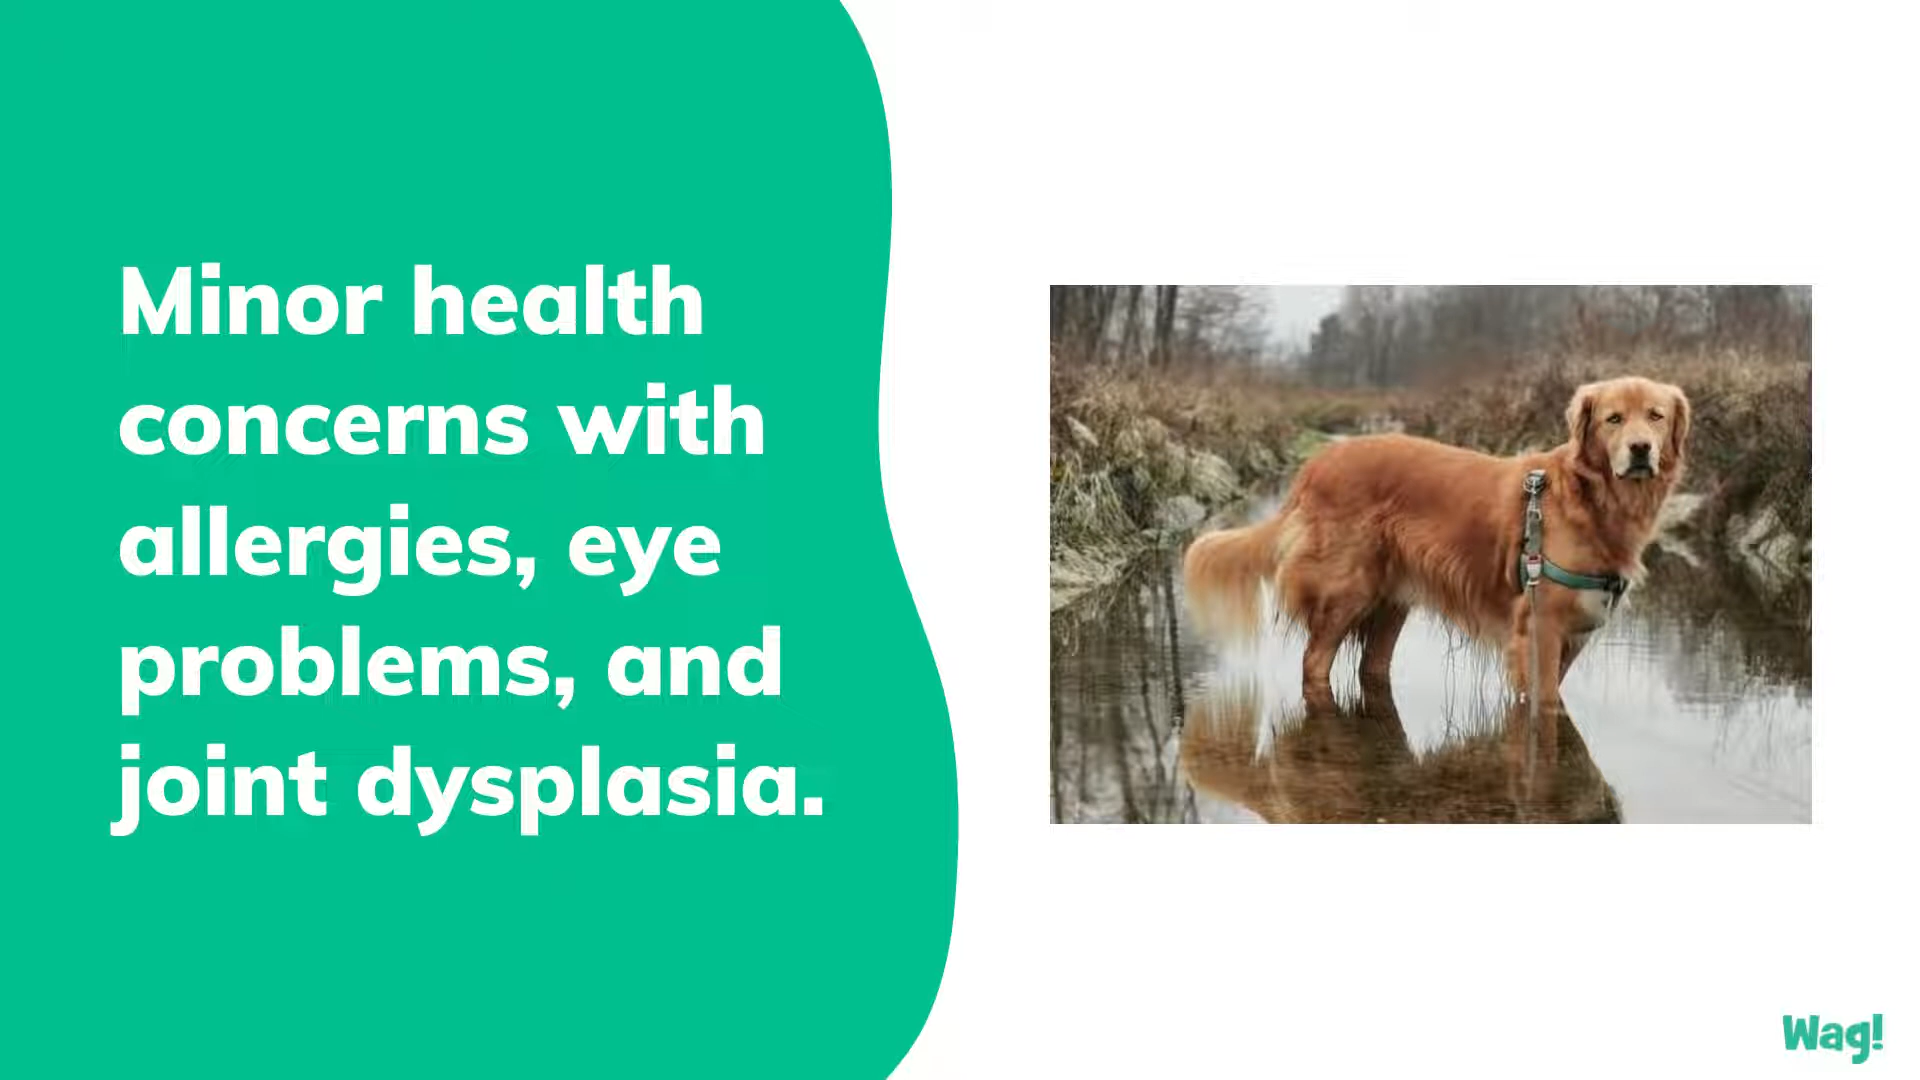 Minor health
concerns with
allergies, eye
problems, and
joint dysplasia.
Wag!